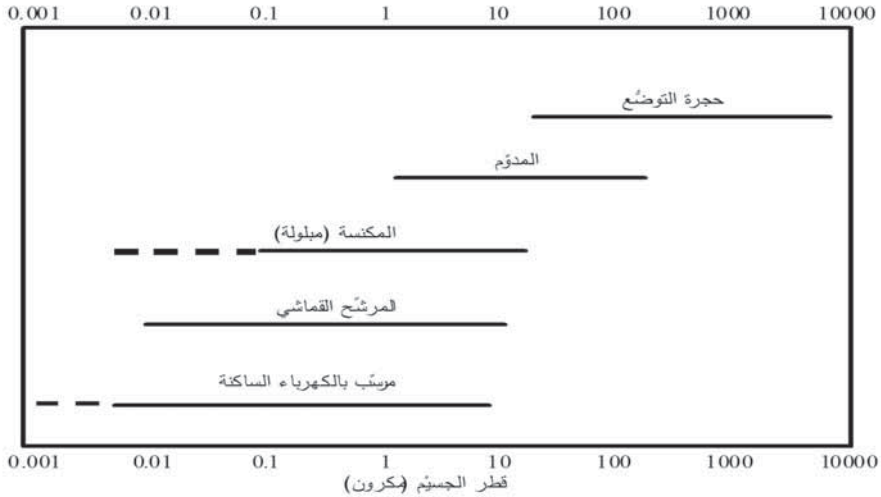 0.001 0.01 0.1 1 10 100 1000 10000
حجرة التوضّع
المدوّم
المكنسة (مبلولة)
المرشّح القماشي
مرسّب بالكهرباء الساكنة
0.001 0.01 0.1 1 10 100 1000 10000
قطر الجسيّم (مكرون)